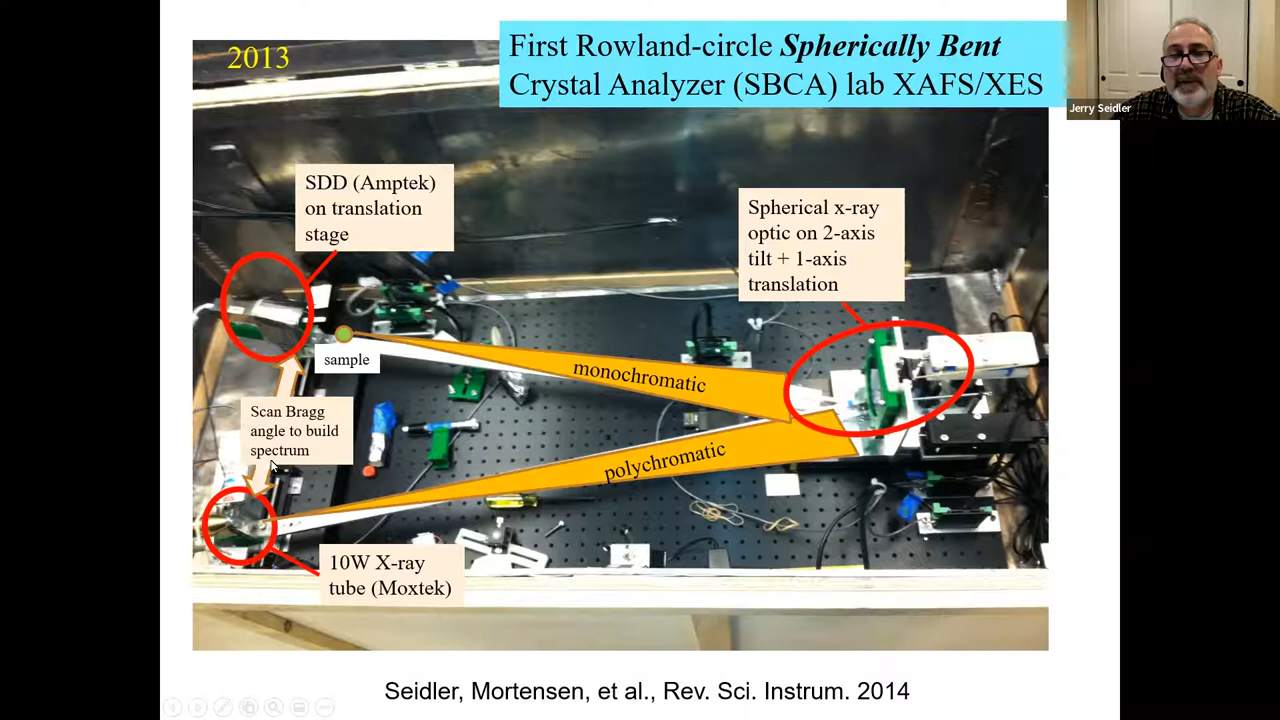 2013
First Rowland-circle Spherically Bent
Crystal Analyzer (SBCA) lab XAFS/XES
Jerry Seidler
SDD (Amptek)
on translation
stage
Spherical x-ray
optic on 2-axis
tilt + 1-axis
translation
sample
monochromatic
Scan Bragg
angle to build
spectrum
polychromatic
10W X-ray
tube (Moxtek)
Seidler, Mortensen, et al., Rev. Sci. Instrum. 2014